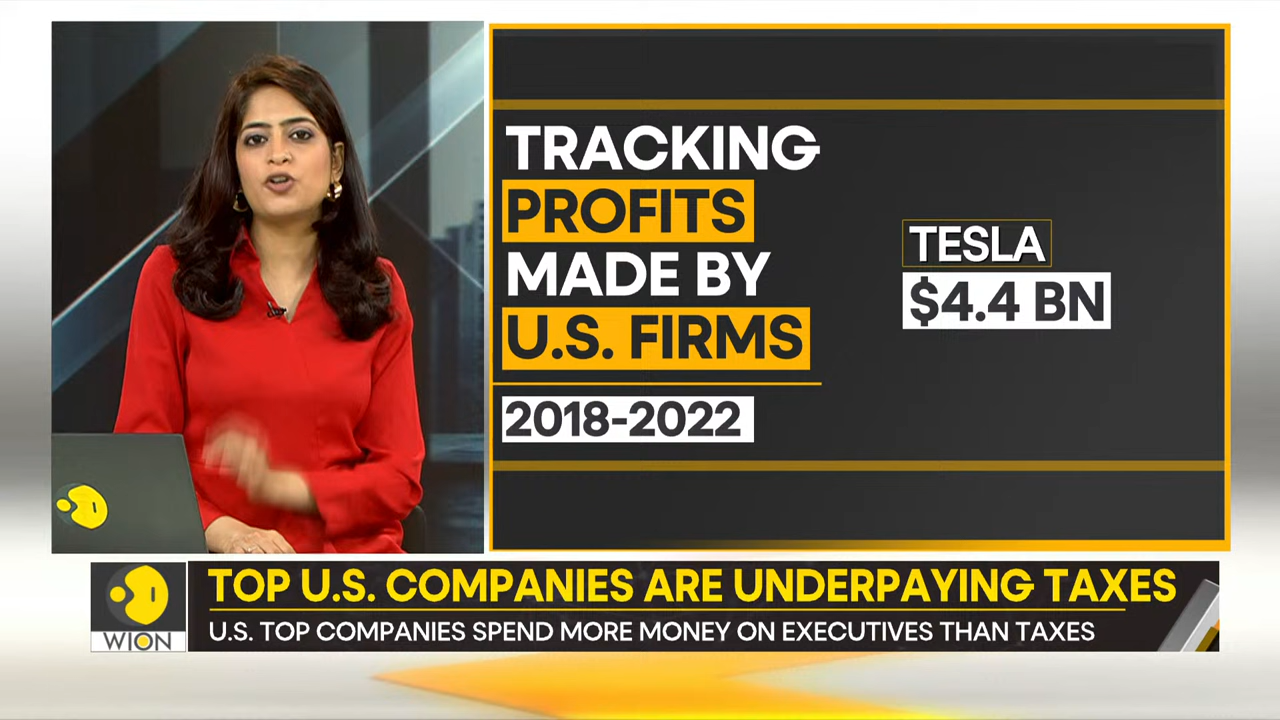 TRACKING
PROFITS
MADE BY
U.S. FIRMS
2018-2022
TESLA
$4.4 BN
WION
TOP U.S. COMPANIES ARE UNDERPAYING TAXES
U.S. TOP COMPANIES SPEND MORE MONEY ON EXECUTIVES THAN TAXES